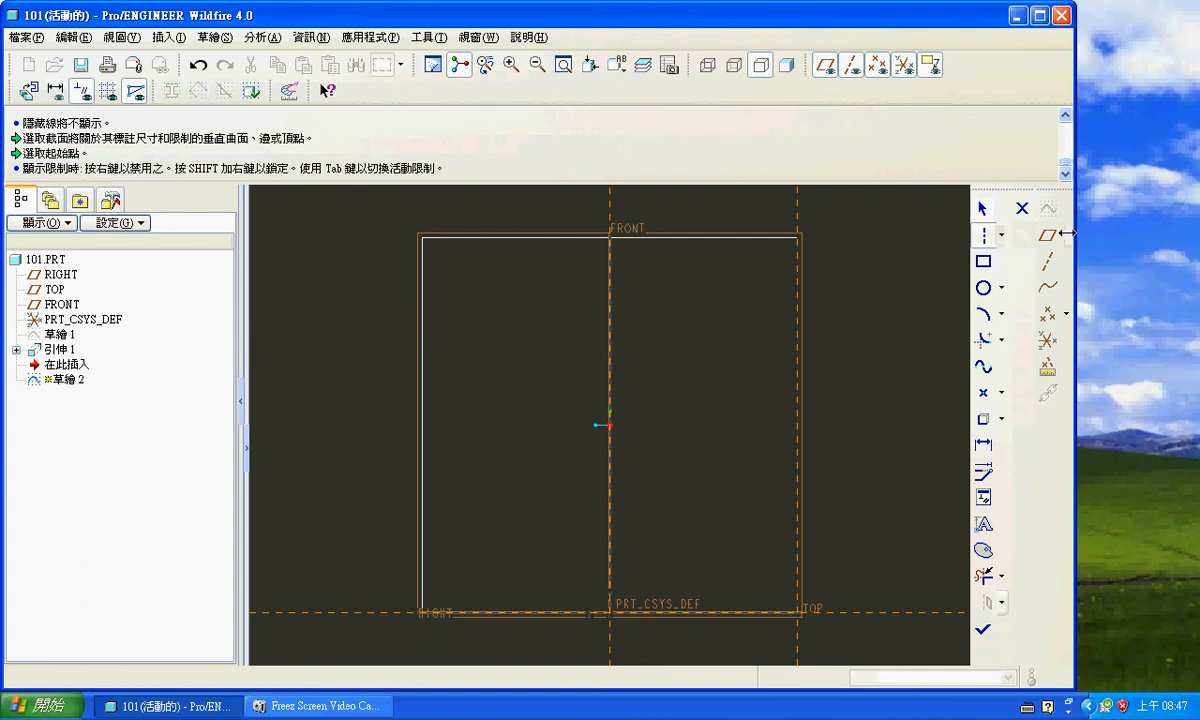 101(活動的) - Pro/ENGINEER Wildfire 4.0
檔案(F) 編輯(E) 視圖(V) 插入(I) 草繪(S) 分析(A) 資訊(N) 應用程式(P) 工具(T) 視窗(W) 說明(H)
隱藏線將不顯示。
選取截面將關於其標註尺寸和限制的垂直曲面、邊或頂點。
選取起始點。
顯示限制時: 按右鍵以禁用之。按 SHIFT 加右鍵以鎖定。使用 Tab 鍵以切換活動限制。
顯示(O) 設定(G)
101.PRT
RIGHT
TOP
FRONT
PRT_CSYS_DEF
草繪 1
引伸 1
在此插入
草繪 2
FRONT
PRT_CSYS_DEF
RIGHT
TOP
開始 101(活動的) - Pro/EN... Freez Screen Video Ca... 上午 08:47